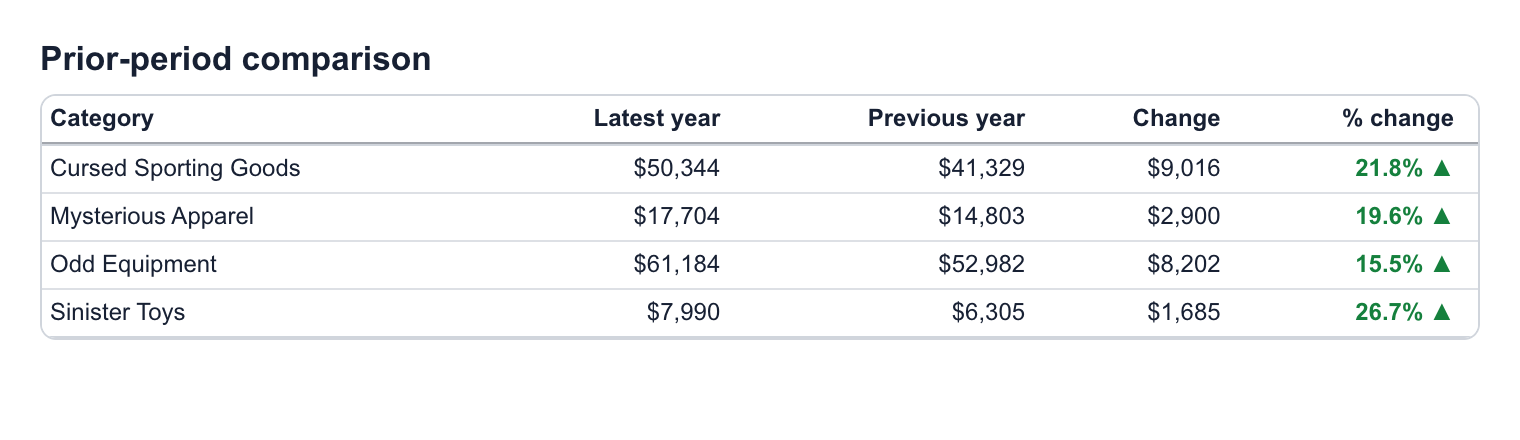 Prior-period comparison
Category Latest year Previous year Change % change
Cursed Sporting Goods $50,344 $41,329 $9,016 21.8% ▲
Mysterious Apparel $17,704 $14,803 $2,900 19.6% ▲
Odd Equipment $61,184 $52,982 $8,202 15.5% ▲
Sinister Toys $7,990 $6,305 $1,685 26.7% ▲